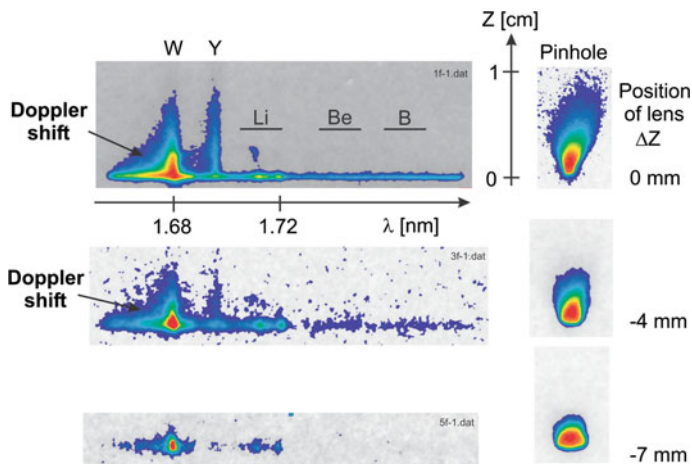 W Y Z [cm]
1f-1.dat 1 Pinhole
Doppler
shift
Li Be B
Position
of lens
ΔZ
0 0 mm
1.68 1.72 λ [nm]
3f-1.dat
Doppler
shift
-4 mm
5f-1.dat
-7 mm